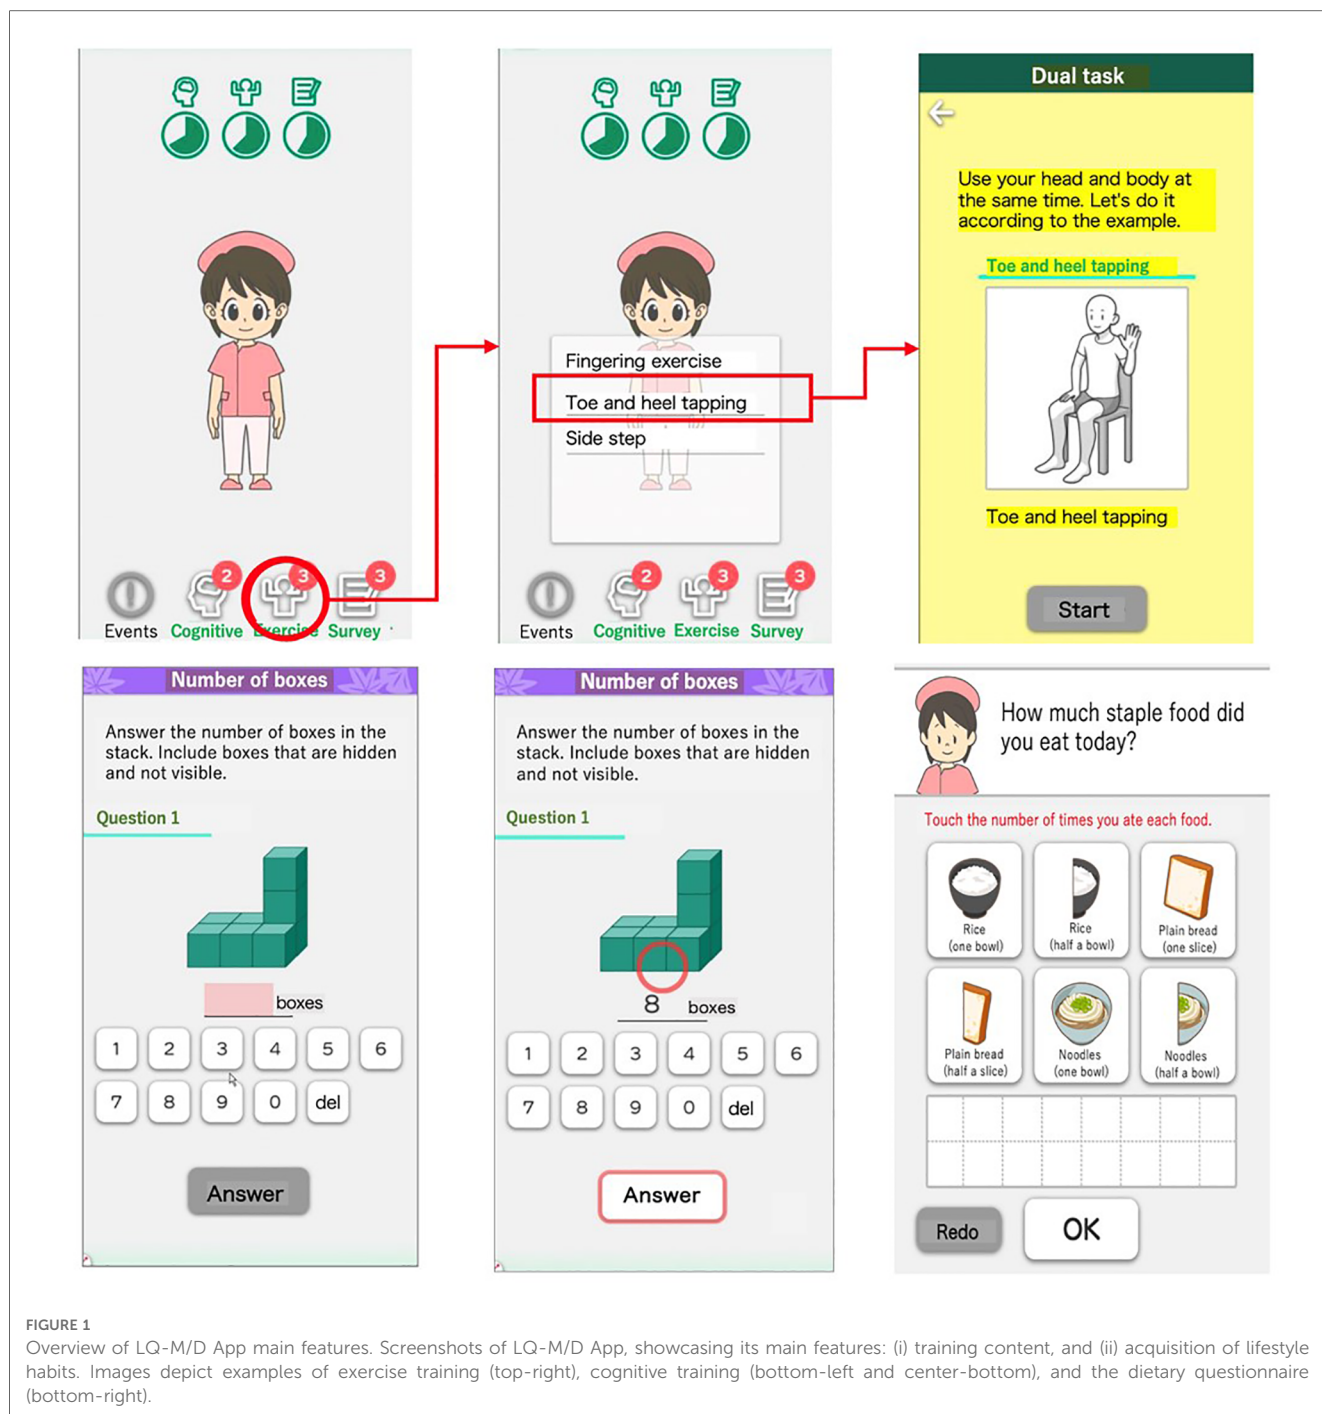 Events
Cognitive
2
Exercise
3
Survey
3
Fingering exercise
Toe and heel tapping
Side step
Events
Cognitive
2
Exercise
3
Survey
3
Dual task
Use your head and body at
the same time. Let's do it
according to the example.
Toe and heel tapping
Toe and heel tapping
Start
Number of boxes
Answer the number of boxes in the
stack. Include boxes that are hidden
and not visible.
Question 1
boxes
1 2 3 4 5 6
7 8 9 0 del
Answer
Number of boxes
Answer the number of boxes in the
stack. Include boxes that are hidden
and not visible.
Question 1
8 boxes
1 2 3 4 5 6
7 8 9 0 del
Answer
How much staple food did
you eat today?
Touch the number of times you ate each food.
Rice
(one bowl)
Rice
(half a bowl)
Plain bread
(one slice)
Plain bread
(half a slice)
Noodles
(one bowl)
Noodles
(half a bowl)
Redo
OK
FIGURE 1
Overview of LQ-M/D App main features. Screenshots of LQ-M/D App, showcasing its main features: (i) training content, and (ii) acquisition of lifestyle
habits. Images depict examples of exercise training (top-right), cognitive training (bottom-left and center-bottom), and the dietary questionnaire
(bottom-right).